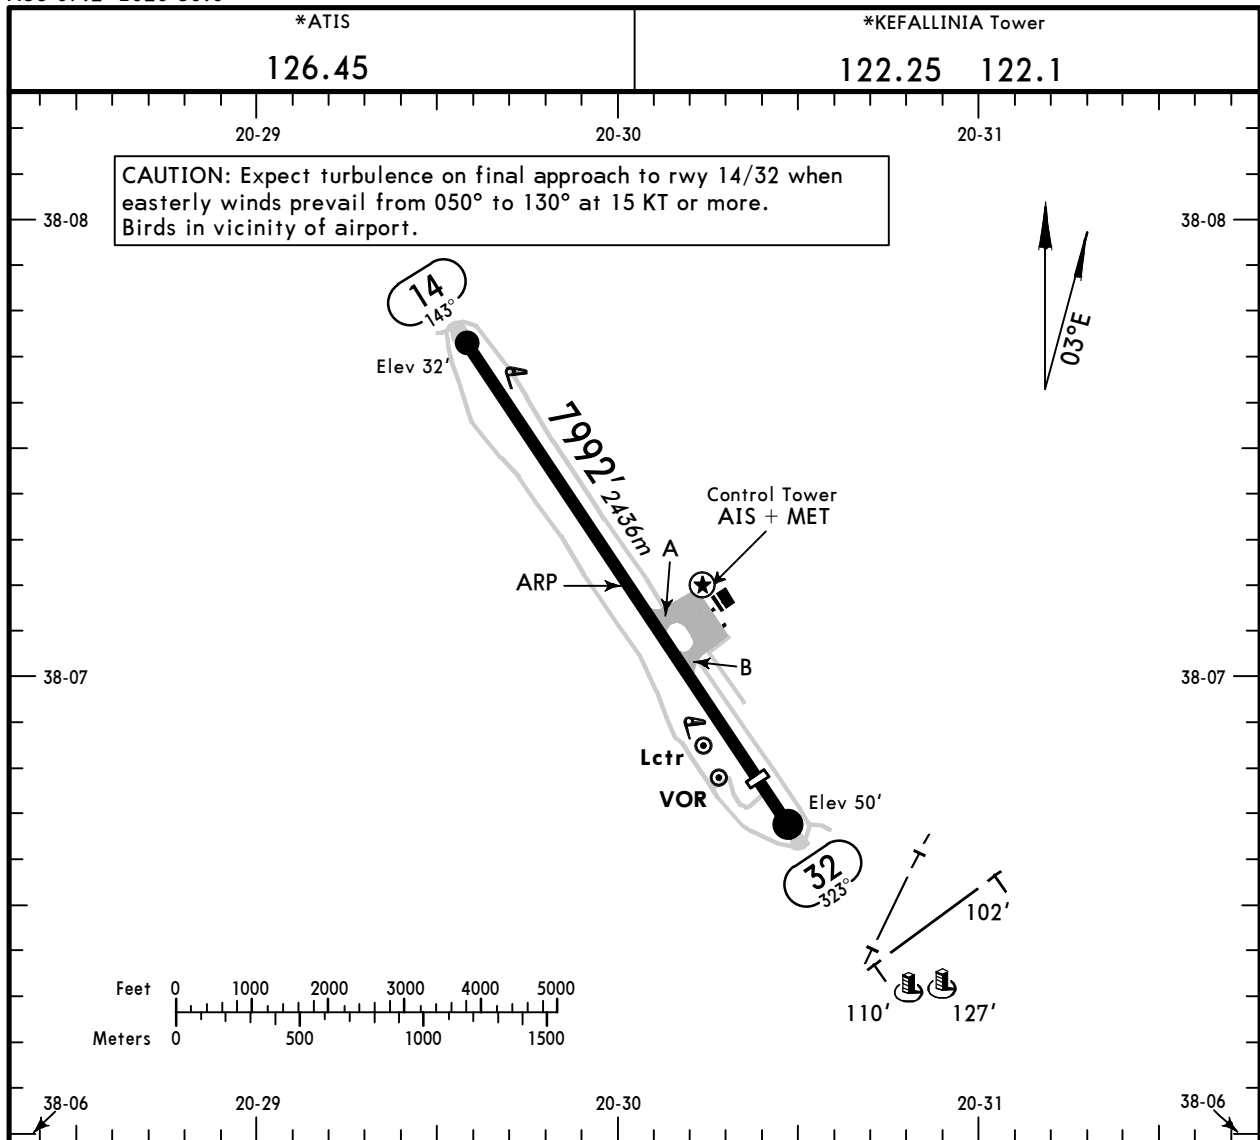 *ATIS
126.45
*KEFALLINIA Tower
122.25 122.1
20-29
20-30
20-31
CAUTION: Expect turbulence on final approach to rwy 14/32 when
easterly winds prevail from 050° to 130° at 15 KT or more.
Birds in vicinity of airport.
38-08
38-08
03°E
14
143°
Elev 32'
7992'
2436m
Control Tower
AIS + MET
A
ARP
B
38-07
38-07
Lctr
VOR
Elev 50'
32
323°
102'
110'
127'
Feet 0 1000 2000 3000 4000 5000
Meters 0 500 1000 1500
38-06
20-29
20-30
20-31
38-06